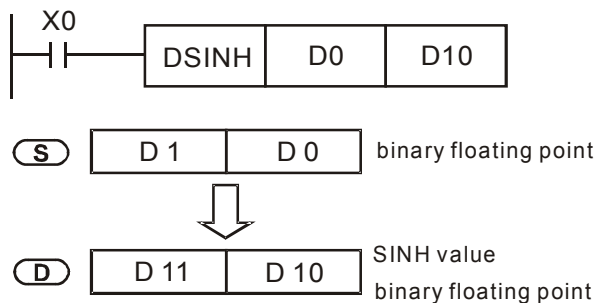 X0
DSINH D0 D10
S D 1 D 0 binary floating point
D D 11 D 10 SINH value
binary floating point